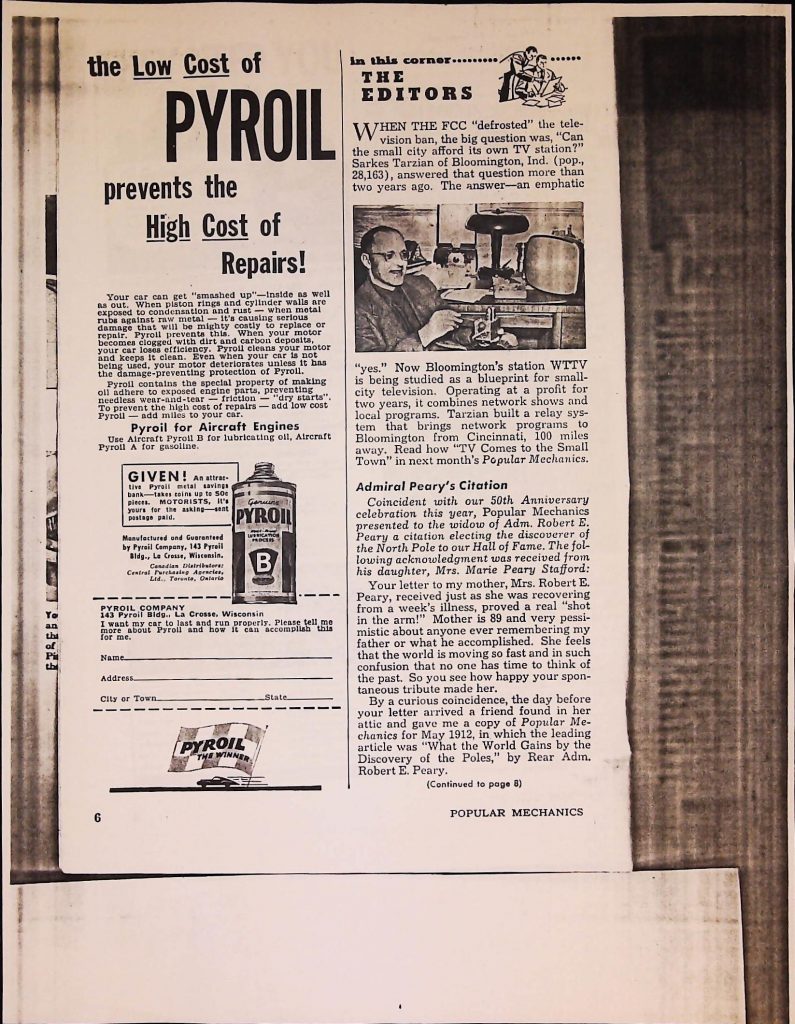 the Low Cost of
PYROIL
prevents the
High Cost of
Repairs!
Your car can get "smashed up"—inside as well
as out. When piston rings and cylinder walls are
exposed to condensation and rust — when metal
rubs against raw metal — it's causing serious
damage that will be mighty costly to replace or
repair. Pyroil prevents this. When your motor
becomes clogged with dirt and carbon deposits,
your car loses efficiency. Pyroil cleans your motor
and keeps it clean. Even when your car is not
being used, your motor deteriorates unless it has
the damage-preventing protection of Pyroil.
Pyroil contains the special property of making
oil adhere to exposed engine parts, preventing
needless wear-and-tear — friction — "dry starts".
To prevent the high cost of repairs — add low cost
Pyroil — add miles to your car.
Pyroil for Aircraft Engines
Use Aircraft Pyroil B for lubricating oil, Aircraft
Pyroil A for gasoline.
GIVEN! An attrac-
tive Pyroil metal savings
bank—takes coins up to 50c
pieces. MOTORISTS, it's
yours for the asking—sent
postage paid.
Manufactured and Guaranteed
by Pyroil Company, 143 Pyroil
Bldg., La Crosse, Wisconsin.
Canadian Distributors:
Central Purchasing Agencies,
Ltd., Toronto, Ontario
Genuine
PYROIL
LUBRICATION
PROCESS
B
PYROIL COMPANY
143 Pyroil Bldg., La Crosse, Wisconsin
I want my car to last and run properly. Please tell me
more about Pyroil and how it can accomplish this
for me.
Name
Address
City or Town State
PYROIL
THE WINNER
6
in this corner
THE
EDITORS
WHEN THE FCC "defrosted" the tele-
vision ban, the big question was, "Can
the small city afford its own TV station?"
Sarkes Tarzian of Bloomington, Ind. (pop.,
28,163), answered that question more than
two years ago. The answer—an emphatic
"yes." Now Bloomington's station WTTV
is being studied as a blueprint for small-
city television. Operating at a profit for
two years, it combines network shows and
local programs. Tarzian built a relay sys-
tem that brings network programs to
Bloomington from Cincinnati, 100 miles
away. Read how "TV Comes to the Small
Town" in next month's Popular Mechanics.
Admiral Peary's Citation
Coincident with our 50th Anniversary
celebration this year, Popular Mechanics
presented to the widow of Adm. Robert E.
Peary a citation electing the discoverer of
the North Pole to our Hall of Fame. The fol-
lowing acknowledgment was received from
his daughter, Mrs. Marie Peary Stafford:
Your letter to my mother, Mrs. Robert E.
Peary, received just as she was recovering
from a week's illness, proved a real "shot
in the arm!" Mother is 89 and very pessi-
mistic about anyone ever remembering my
father or what he accomplished. She feels
that the world is moving so fast and in such
confusion that no one has time to think of
the past. So you see how happy your spon-
taneous tribute made her.
By a curious coincidence, the day before
your letter arrived a friend found in her
attic and gave me a copy of Popular Me-
chanics for May 1912, in which the leading
article was "What the World Gains by the
Discovery of the Poles," by Rear Adm.
Robert E. Peary.
(Continued to page 8)
POPULAR MECHANICS